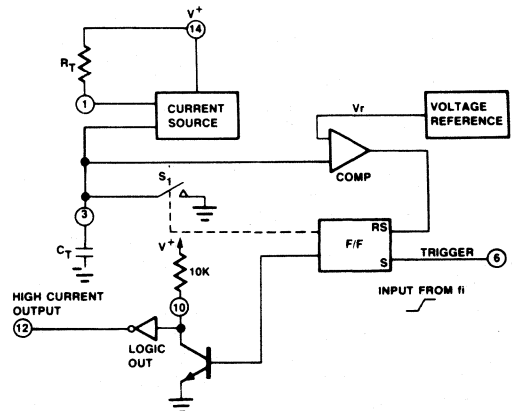 V+
14
RT
1
CURRENT
SOURCE
Vr
VOLTAGE
REFERENCE
COMP
S1
3
CT
V+
10K
RS
F/F
S
TRIGGER
6
INPUT FROM fi
HIGH CURRENT
OUTPUT
10
12
LOGIC
OUT